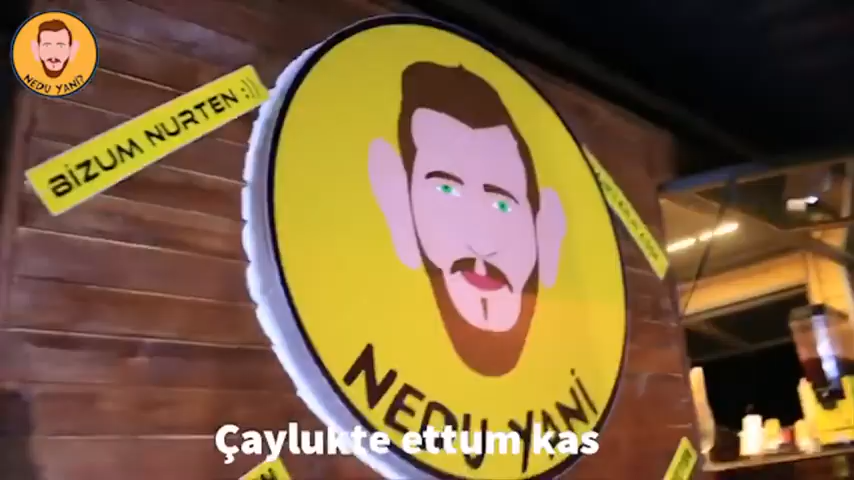 NEDU YANİ?
BİZUM NURTEN :))
NEDU YANİ
Çaylukte ettum kas